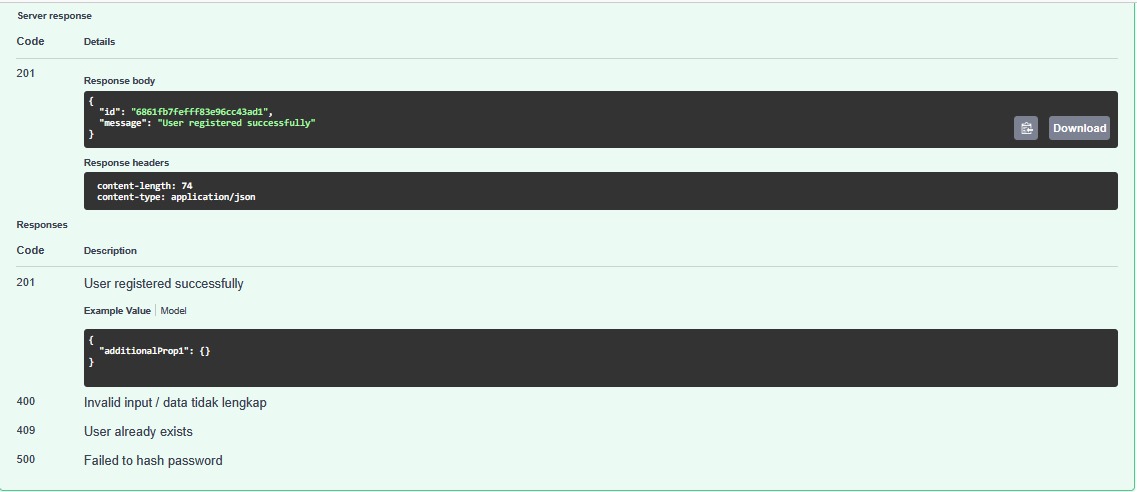 Server response
Code Details
201
Response body
{
"id": "6861fb7fefff83e96cc43ad1",
"message": "User registered successfully"
}
Download
Response headers
content-length: 74
content-type: application/json
Responses
Code Description
201 User registered successfully
Example Value Model
{
"additionalProp1": {}
}
400 Invalid input / data tidak lengkap
409 User already exists
500 Failed to hash password